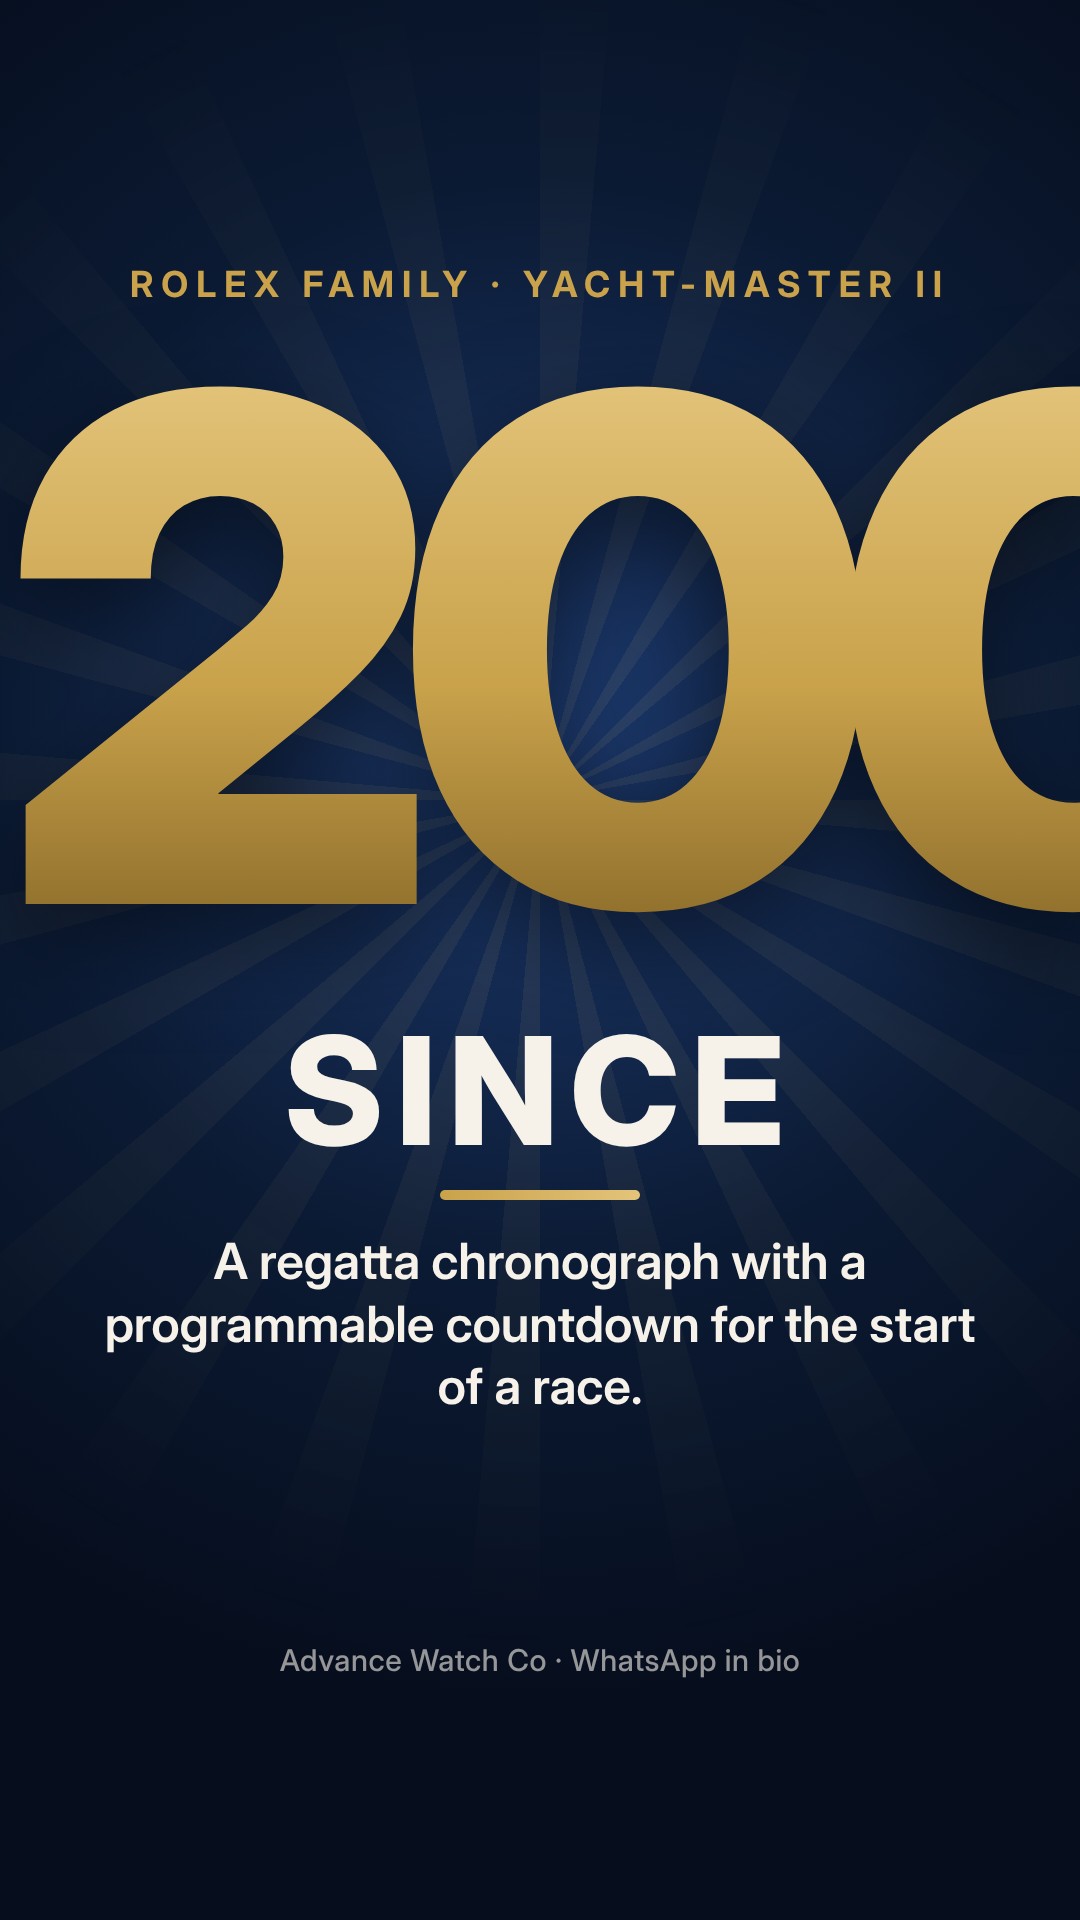 ROLEX FAMILY · YACHT-MASTER II
200
SINCE
A regatta chronograph with a
programmable countdown for the start
of a race.
Advance Watch Co · WhatsApp in bio